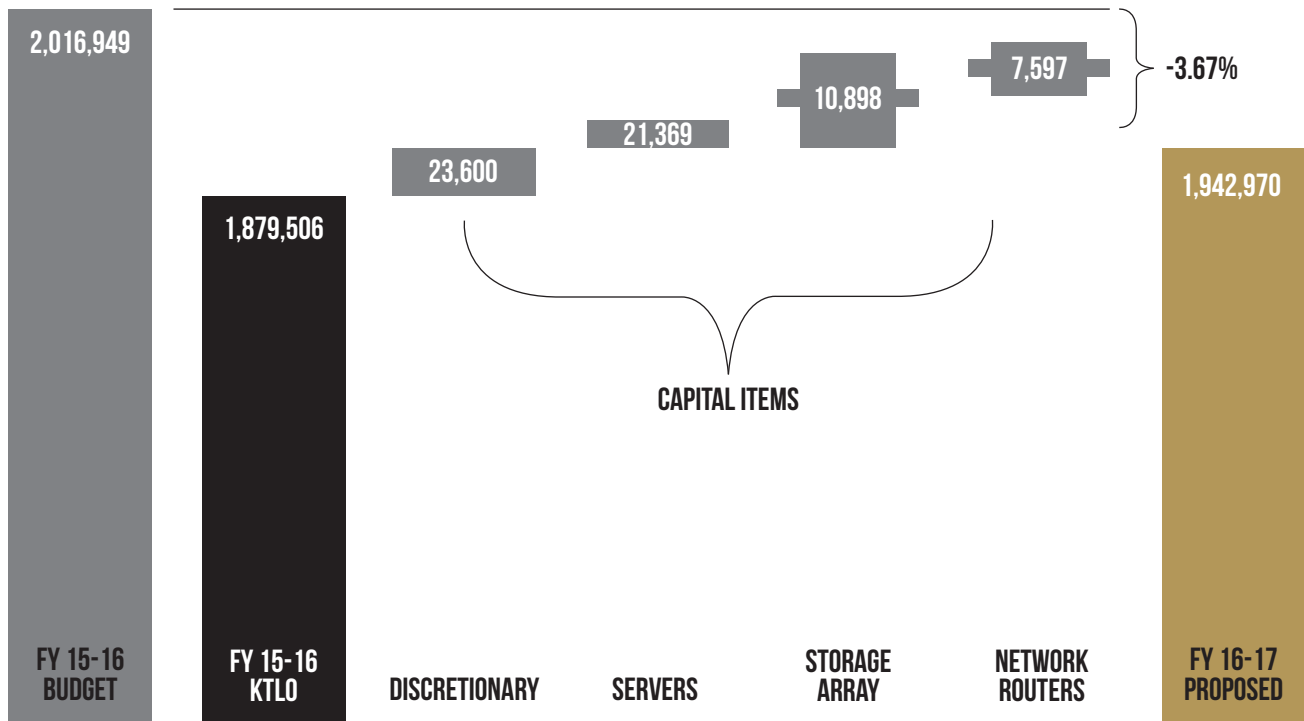 2,016,949
1,879,506
23,600
21,369
10,898
7,597
-3.67%
1,942,970
CAPITAL ITEMS
FY 15-16
BUDGET
FY 15-16
KTLO
DISCRETIONARY
SERVERS
STORAGE
ARRAY
NETWORK
ROUTERS
FY 16-17
PROPOSED